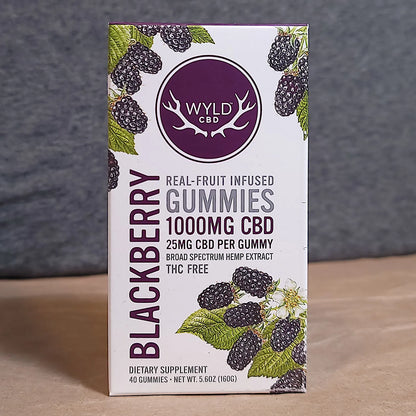 WYLD
CBD
BLACKBERRY
REAL-FRUIT INFUSED
GUMMIES
1000MG CBD
25MG CBD PER GUMMY
BROAD SPECTRUM HEMP EXTRACT
THC FREE
DIETARY SUPPLEMENT
40 GUMMIES • NET WT. 5.6OZ (160G)